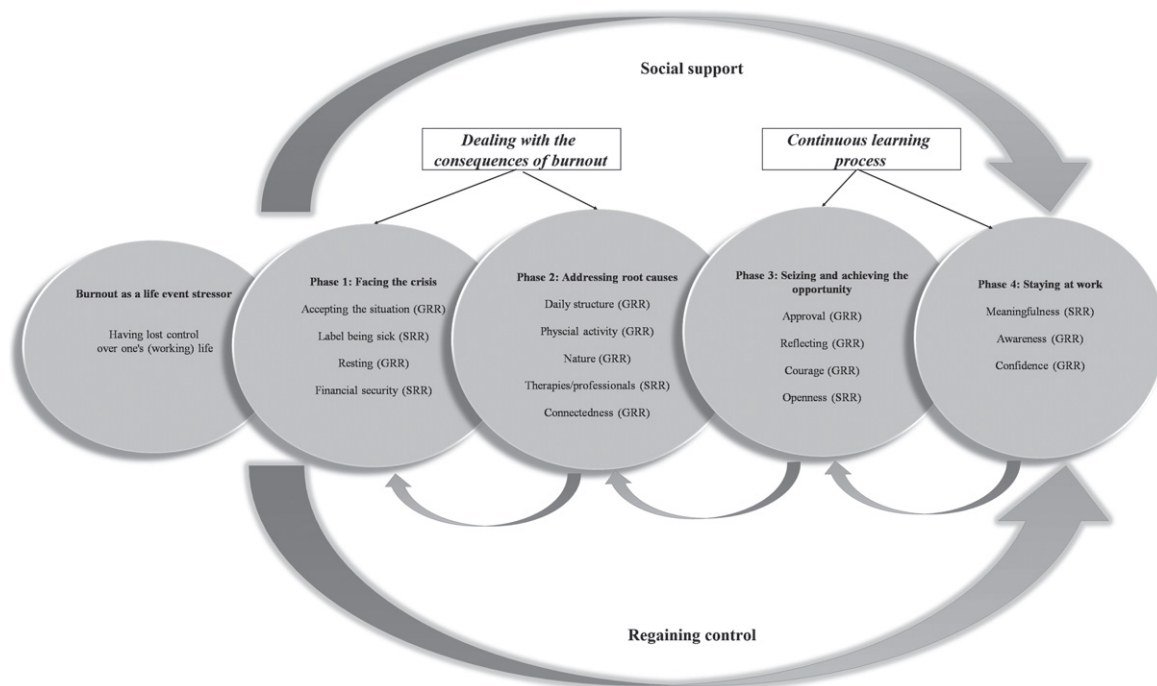 Social support
Dealing with the
consequences of burnout
Continuous learning
process
Burnout as a life event stressor
Having lost control
over one's (working) life
Phase 1: Facing the crisis
Accepting the situation (GRR)
Label being sick (SRR)
Resting (GRR)
Financial security (SRR)
Phase 2: Addressing root causes
Daily structure (GRR)
Physcial activity (GRR)
Nature (GRR)
Therapies/professionals (SRR)
Connectedness (GRR)
Phase 3: Seizing and achieving the
opportunity
Approval (GRR)
Reflecting (GRR)
Courage (GRR)
Openness (SRR)
Phase 4: Staying at work
Meaningfulness (SRR)
Awareness (GRR)
Confidence (GRR)
Regaining control